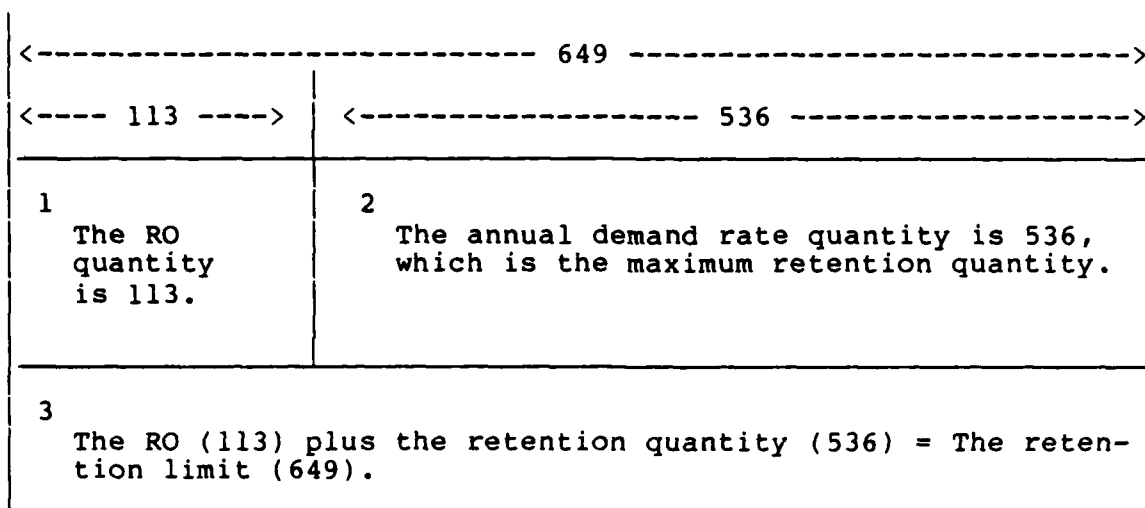 <---------------------------- 649 ---------------------------->
<---- 113 ----> <------------------- 536 ------------------->
1 2
The RO The annual demand rate quantity is 536,
quantity which is the maximum retention quantity.
is 113.
3
The RO (113) plus the retention quantity (536) = The reten-
tion limit (649).